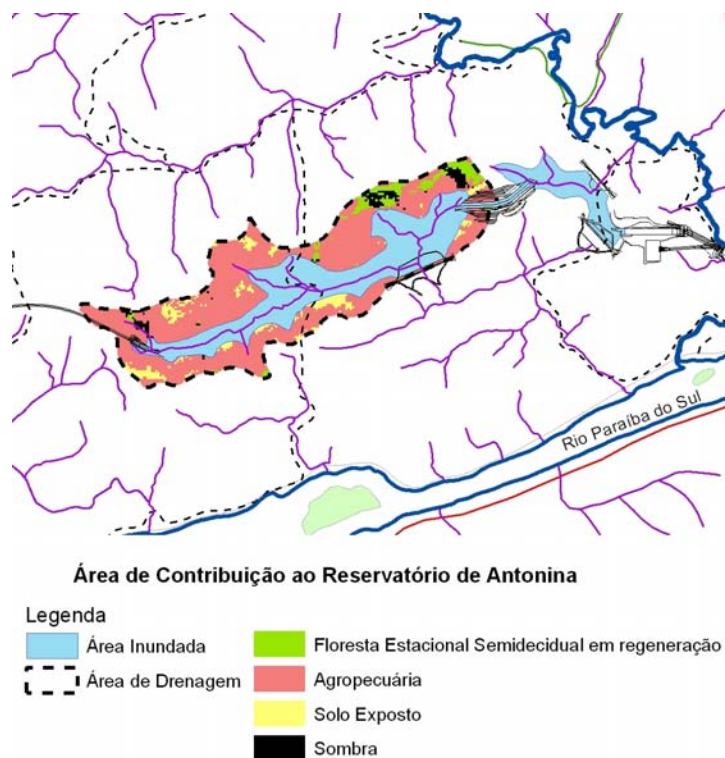 Rio Paraíba do Sul
Área de Contribuição ao Reservatório de Antonina
Legenda
Área Inundada
Área de Drenagem
Floresta Estacional Semidecidual em regeneração
Agropecuária
Solo Exposto
Sombra